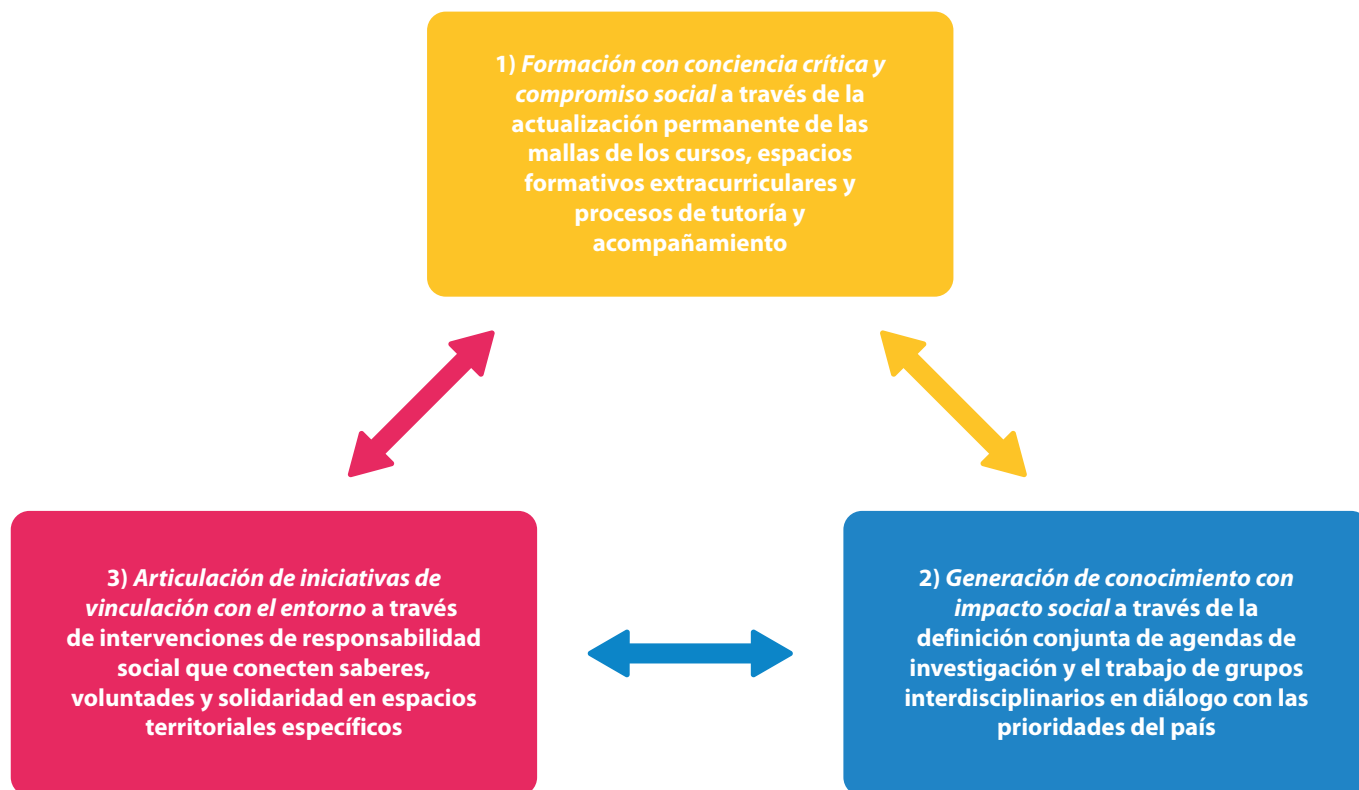 1) Formación con conciencia crítica y
compromiso social a través de la
actualización permanente de las
mallas de los cursos, espacios
formativos extracurriculares y
procesos de tutoría y
acompañamiento
3) Articulación de iniciativas de
vinculación con el entorno a través
de intervenciones de responsabilidad
social que conecten saberes,
voluntades y solidaridad en espacios
territoriales específicos
2) Generación de conocimiento con
impacto social a través de la
definición conjunta de agendas de
investigación y el trabajo de grupos
interdisciplinarios en diálogo con las
prioridades del país